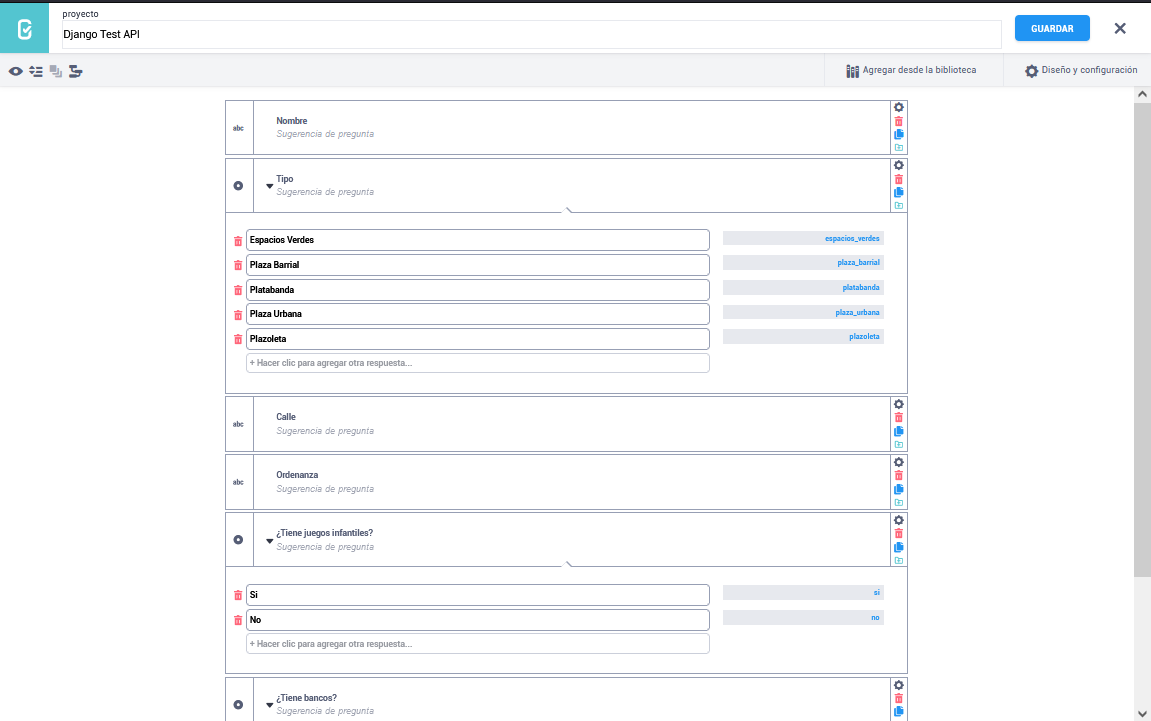 proyecto
Django Test API
GUARDAR
Agregar desde la biblioteca
Diseño y configuración
abc
Nombre
Sugerencia de pregunta
Tipo
Sugerencia de pregunta
Espacios Verdes
espacios_verdes
Plaza Barrial
plaza_barrial
Platabanda
platabanda
Plaza Urbana
plaza_urbana
Plazoleta
plazoleta
+ Hacer clic para agregar otra respuesta...
abc
Calle
Sugerencia de pregunta
abc
Ordenanza
Sugerencia de pregunta
¿Tiene juegos infantiles?
Sugerencia de pregunta
Si
si
No
no
+ Hacer clic para agregar otra respuesta...
¿Tiene bancos?
Sugerencia de pregunta